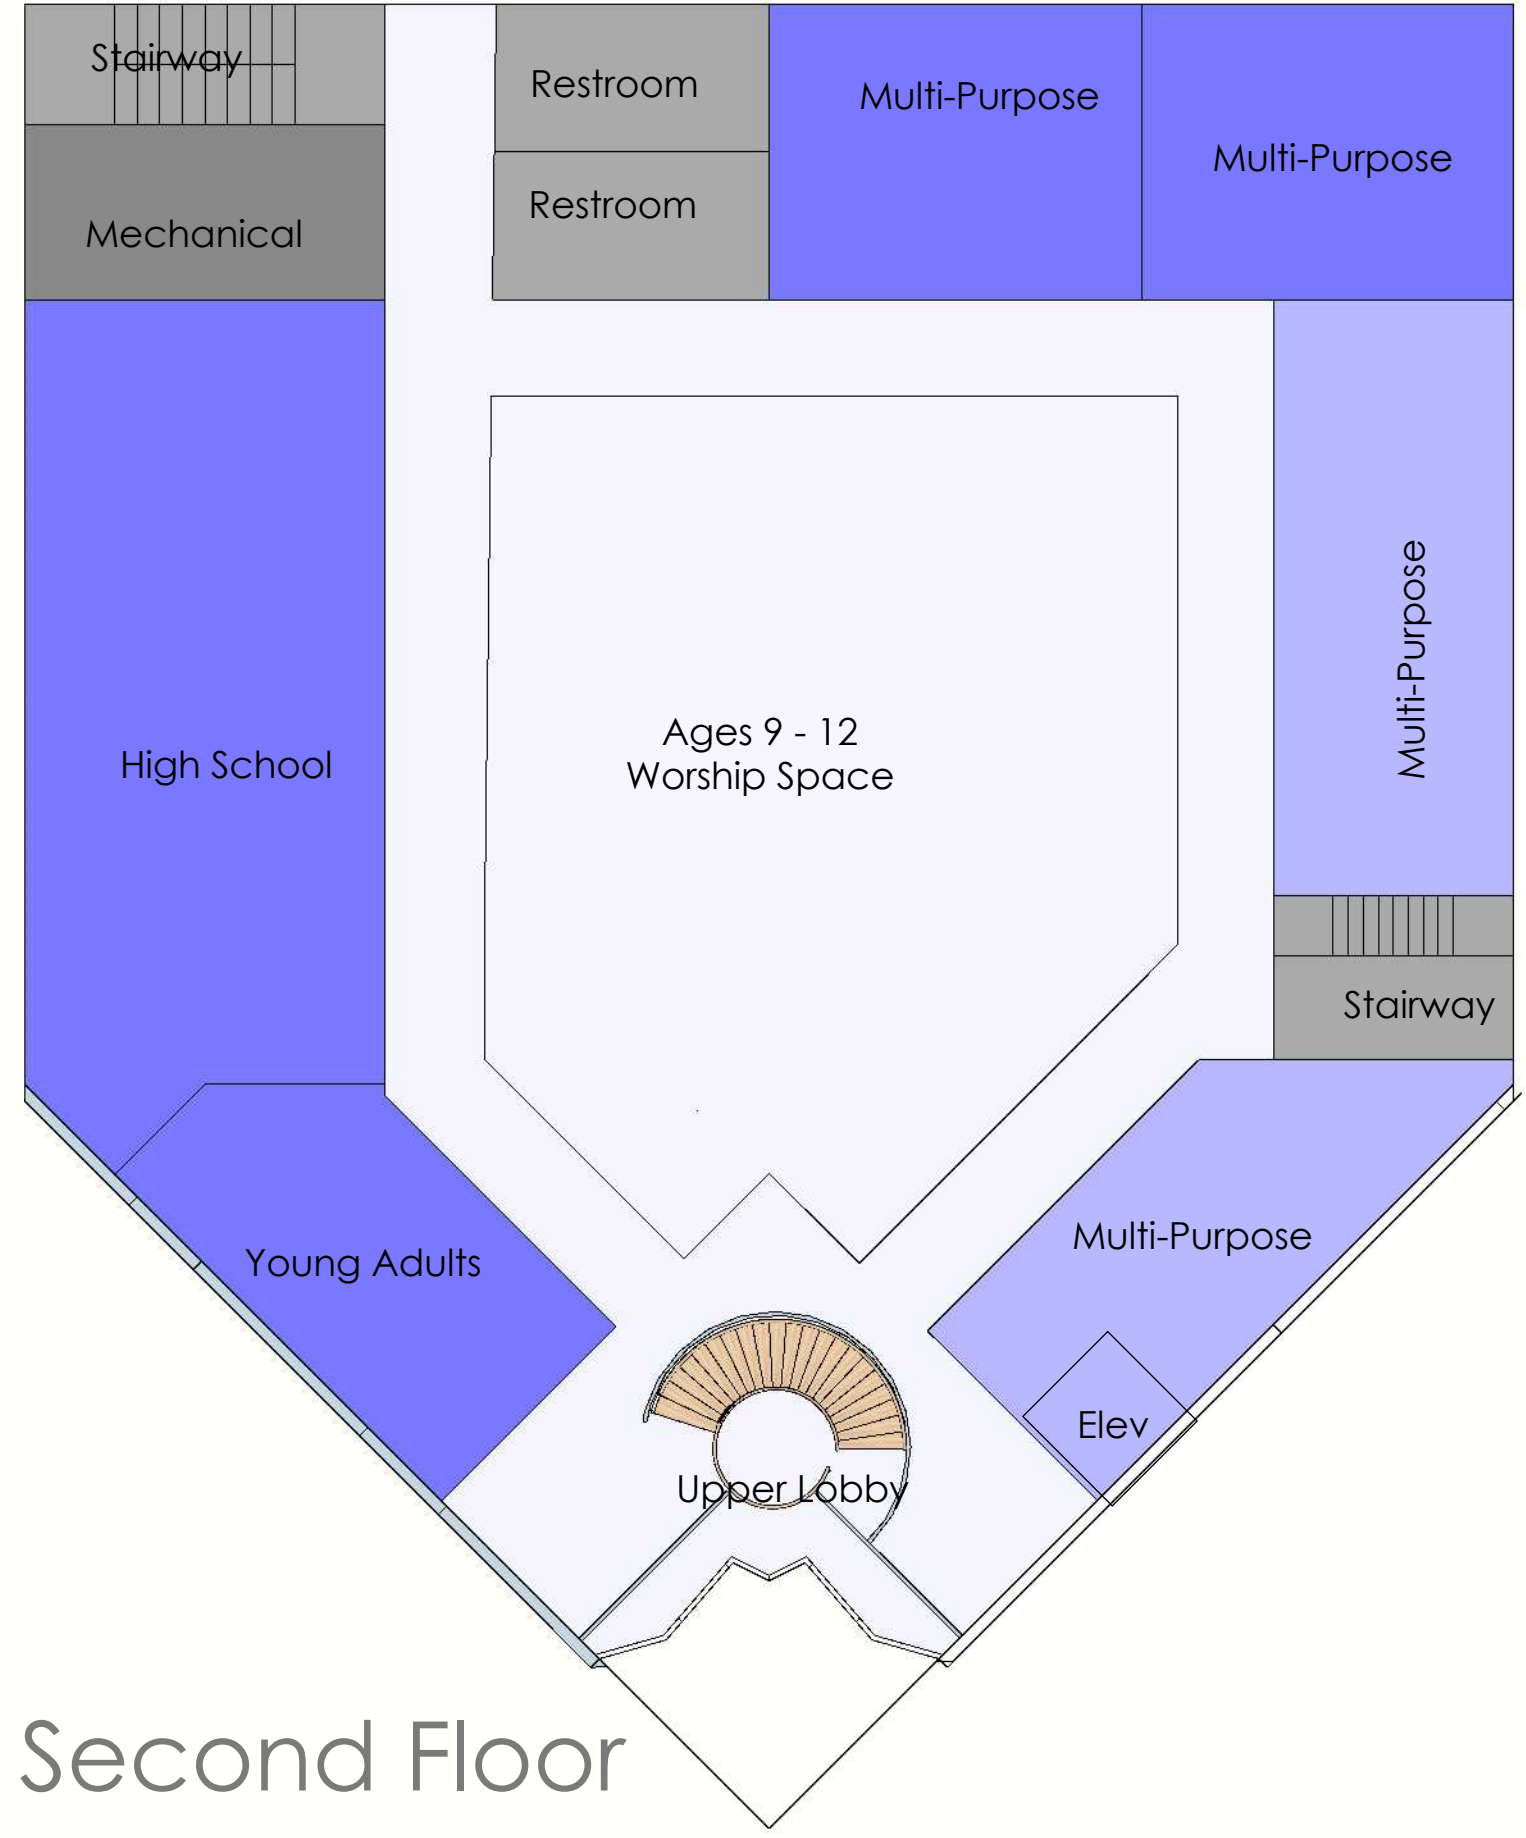 Stairway
Restroom
Multi-Purpose
Multi-Purpose
Restroom
Mechanical
Multi-Purpose
High School
Ages 9 - 12
Worship Space
Stairway
Multi-Purpose
Young Adults
Elev
Upper Lobby
Second Floor